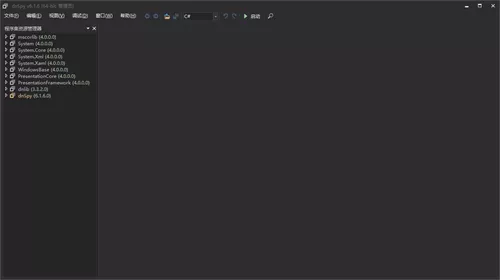 dnSpy v6.1.6 (64-bit, 管理员)
文件(F) 编辑(E) 视图(V) 调试(D) 窗口(W) 帮助(H) C# 启动
程序集资源管理器
mscorlib (4.0.0.0)
System (4.0.0.0)
System.Core (4.0.0.0)
System.Xml (4.0.0.0)
System.Xaml (4.0.0.0)
WindowsBase (4.0.0.0)
PresentationCore (4.0.0.0)
PresentationFramework (4.0.0.0)
dnlib (3.3.2.0)
dnSpy (6.1.6.0)